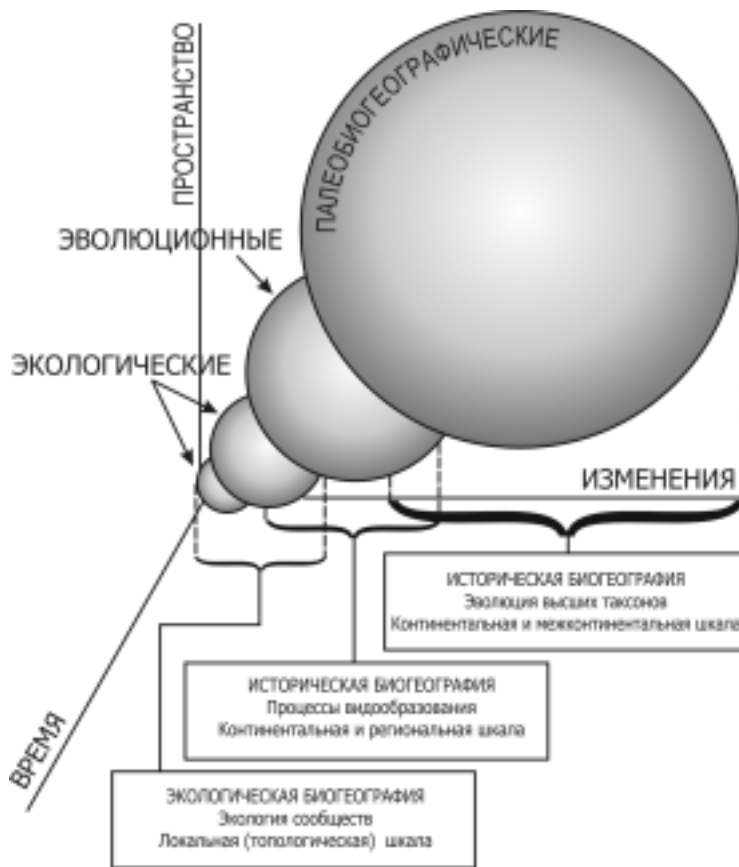 ПРОСТРАНСТВО
ПАЛЕОБИОГЕОГРАФИЧЕСКИЕ
ЭВОЛЮЦИОННЫЕ
ЭКОЛОГИЧЕСКИЕ
ИЗМЕНЕНИЯ
ВРЕМЯ
ИСТОРИЧЕСКАЯ БИОГЕОГРАФИЯ
Эволюция высших таксонов
Континентальная и межконтинентальная шкала
ИСТОРИЧЕСКАЯ БИОГЕОГРАФИЯ
Процессы видообразования
Континентальная и региональная шкала
ЭКОЛОГИЧЕСКАЯ БИОГЕОГРАФИЯ
Экология сообществ
Локальная (топологическая) шкала